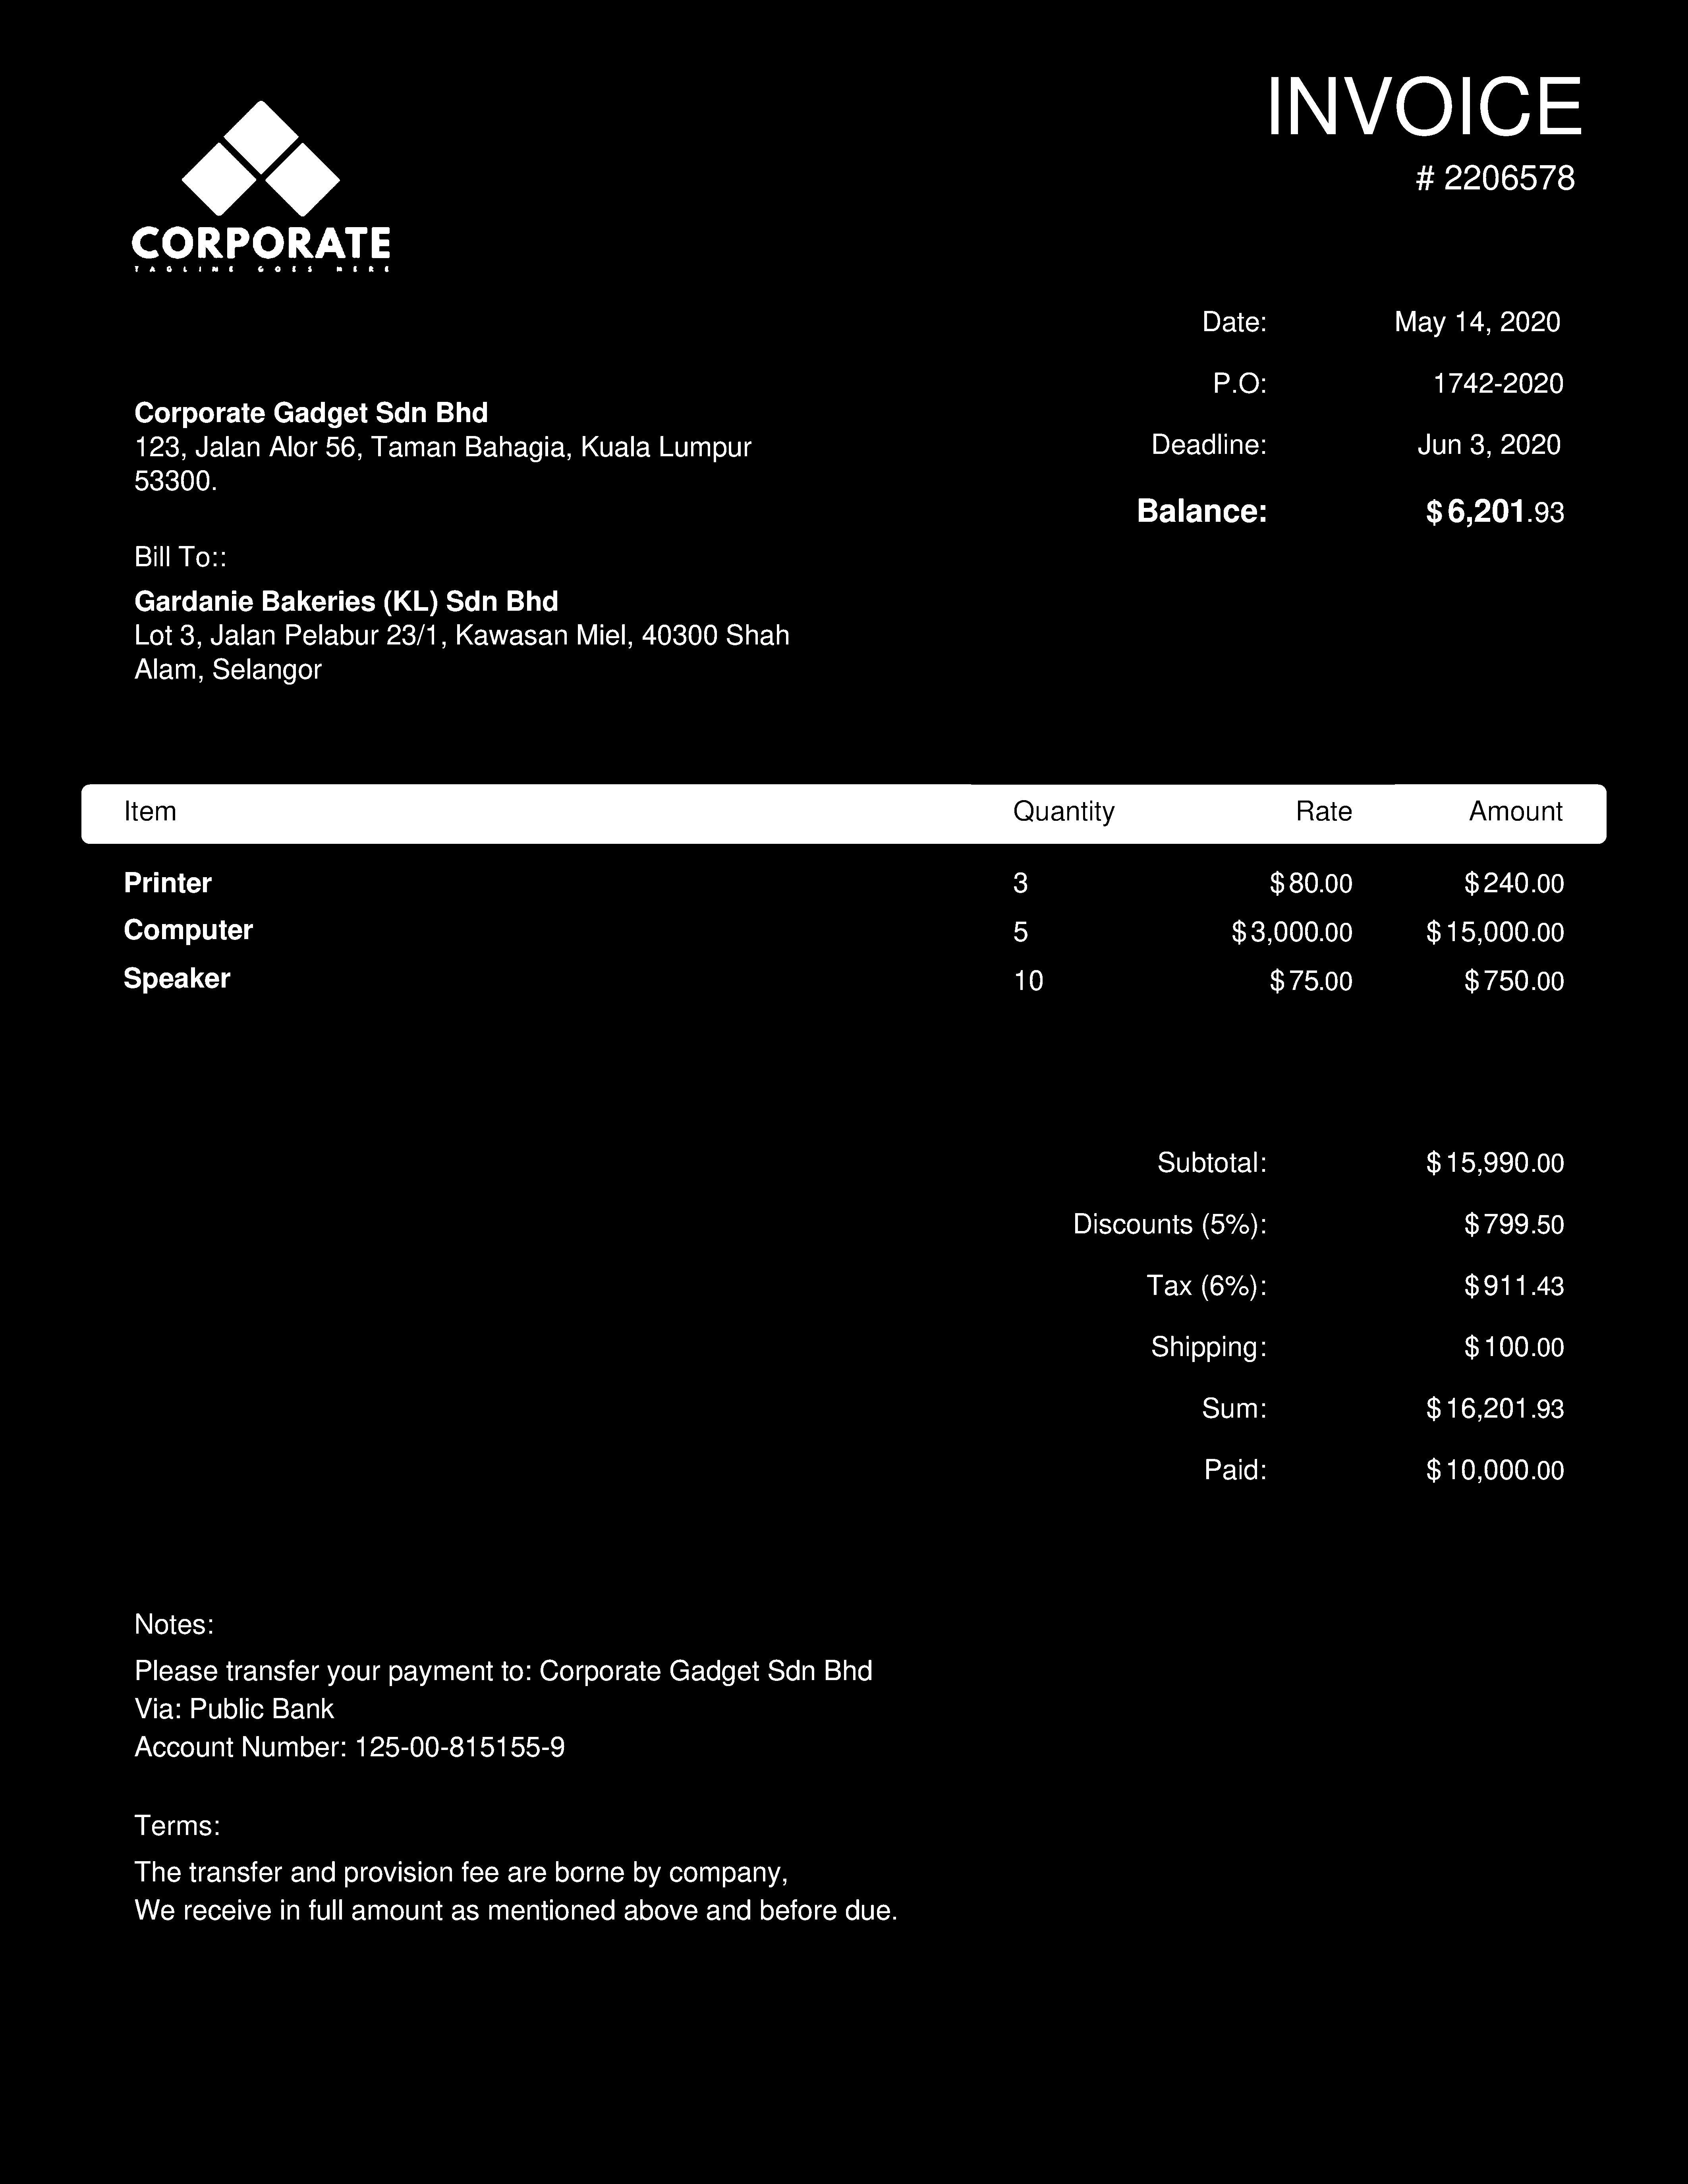 INVOICE
# 2206578
CORPORATE
TAGLINE GOES HERE
Date: May 14, 2020
P.O: 1742-2020
Corporate Gadget Sdn Bhd
123, Jalan Alor 56, Taman Bahagia, Kuala Lumpur
53300.
Deadline: Jun 3, 2020
Balance: $6,201.93
Bill To::
Gardanie Bakeries (KL) Sdn Bhd
Lot 3, Jalan Pelabur 23/1, Kawasan Miel, 40300 Shah
Alam, Selangor
Item Quantity Rate Amount
Printer 3 $80.00 $240.00
Computer 5 $3,000.00 $15,000.00
Speaker 10 $75.00 $750.00
Subtotal: $15,990.00
Discounts (5%): $799.50
Tax (6%): $911.43
Shipping: $100.00
Sum: $16,201.93
Paid: $10,000.00
Notes:
Please transfer your payment to: Corporate Gadget Sdn Bhd
Via: Public Bank
Account Number: 125-00-815155-9
Terms:
The transfer and provision fee are borne by company,
We receive in full amount as mentioned above and before due.